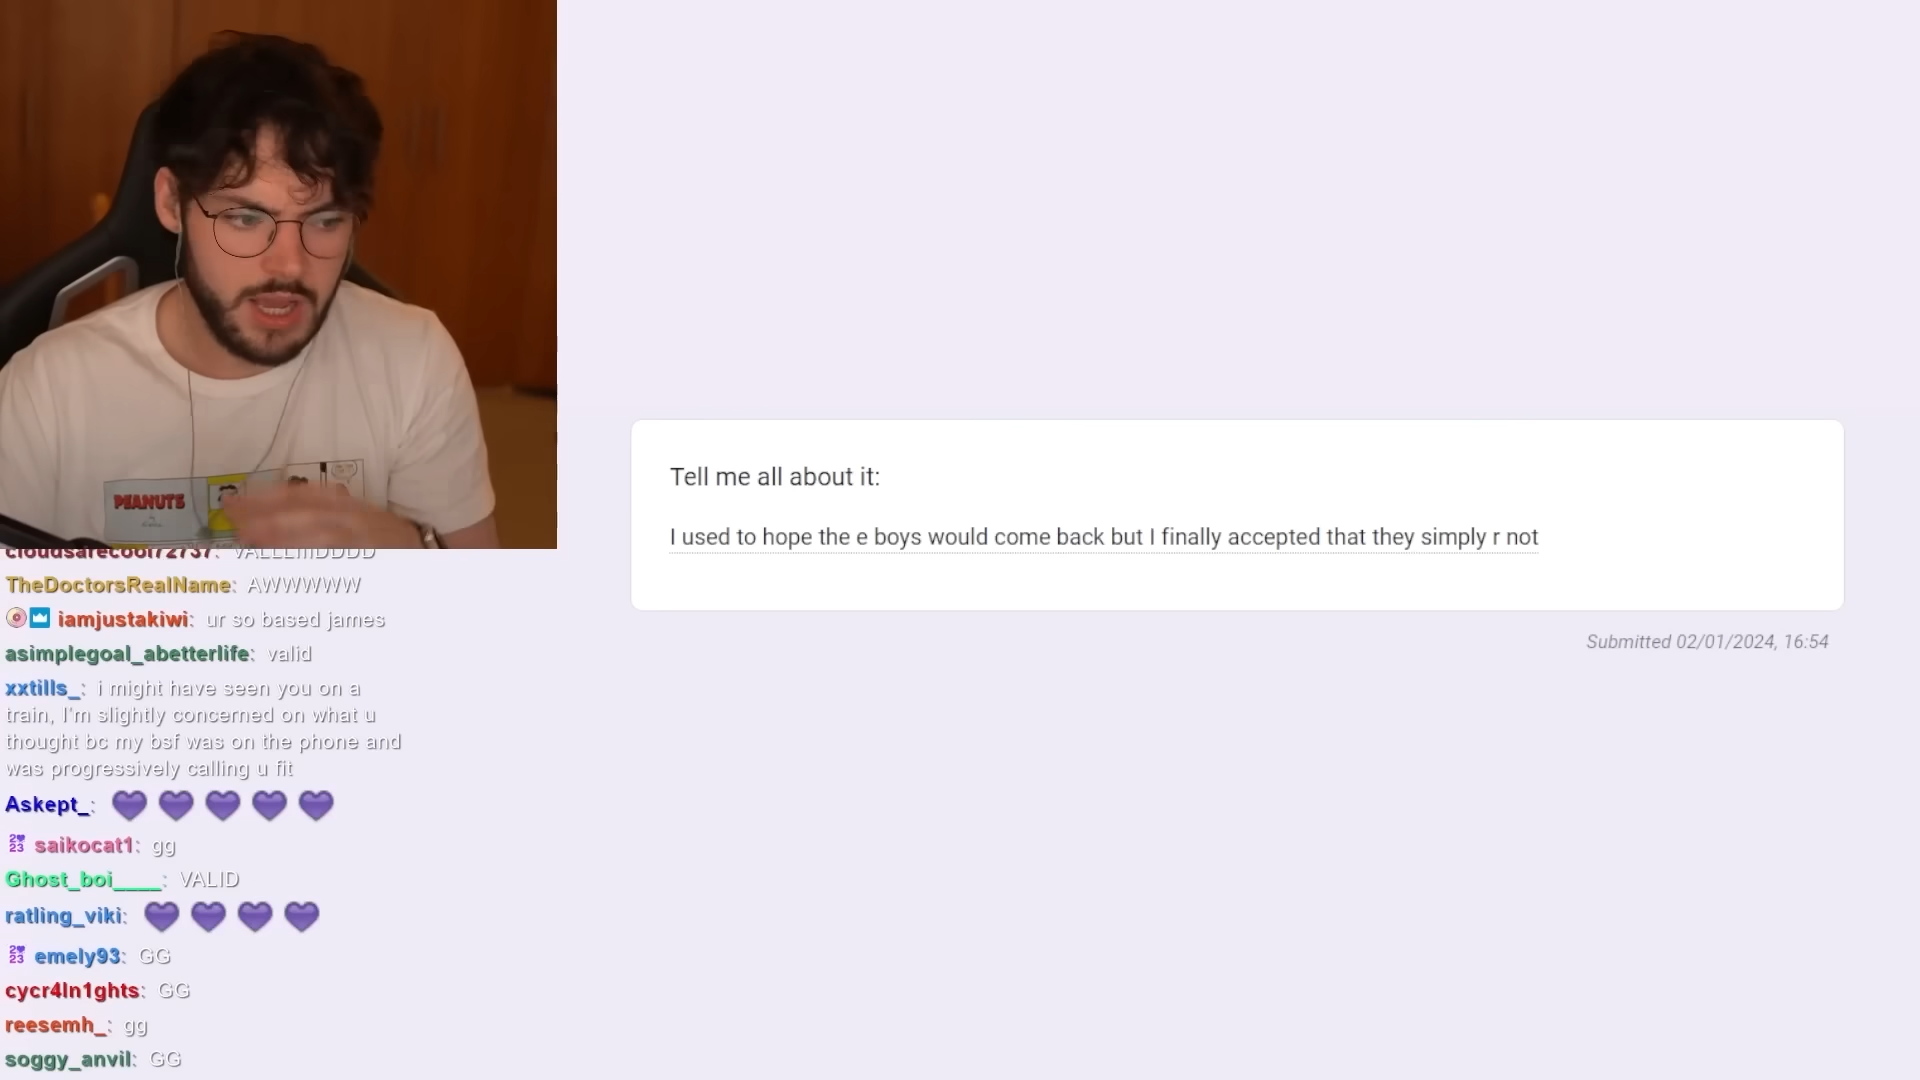 PEANUTS
Tell me all about it:
I used to hope the e boys would come back but I finally accepted that they simply r not
Submitted 02/01/2024, 16:54
TheDoctorsRealName: AWWWWW
iamjustakiwi: ur so based james
asimplegoal_abetterlife: valid
xxtills_: i might have seen you on a
train, I'm slightly concerned on what u
thought bc my bsf was on the phone and
was progressively calling u fit
Askept_: 💜 💜 💜 💜 💜
saikocat1: gg
Ghost_boi____: VALID
ratling_viki: 💜 💜 💜 💜
emely93: GG
cycr4ln1ghts: GG
reesemh_: gg
soggy_anvil: GG